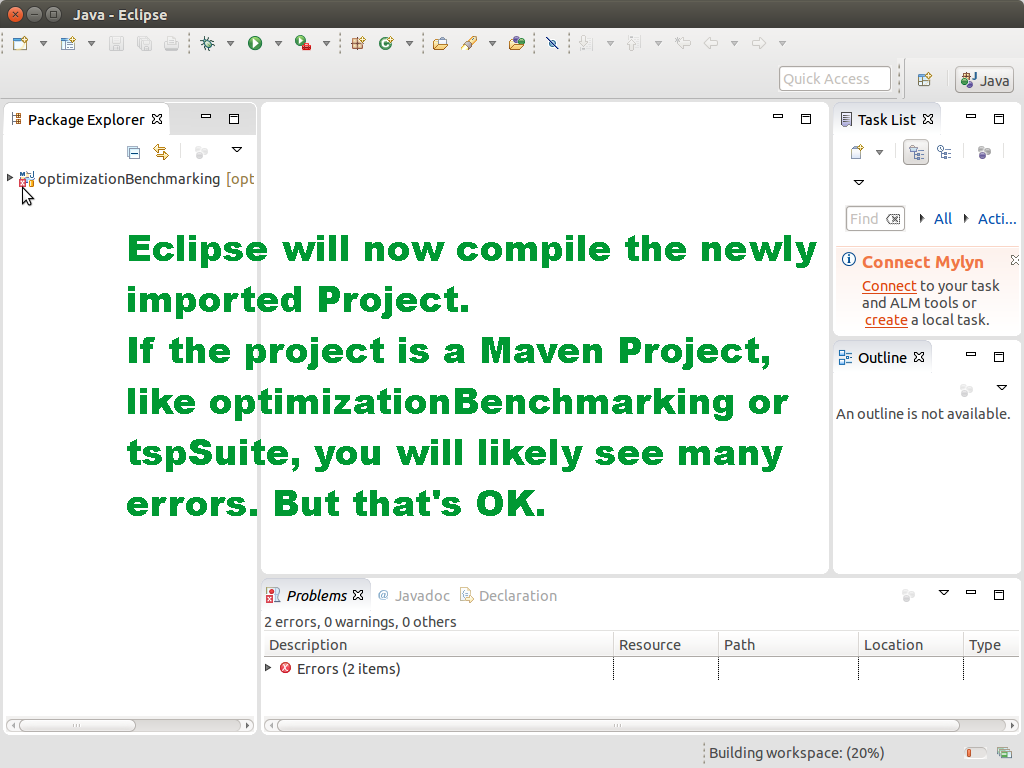 Java - Eclipse
Quick Access
Java
Package Explorer
optimizationBenchmarking [opt
Task List
Find
All
Acti...
Connect Mylyn
Connect to your task
and ALM tools or
create a local task.
Outline
An outline is not available.
Eclipse will now compile the newly
imported Project.
If the project is a Maven Project,
like optimizationBenchmarking or
tspSuite, you will likely see many
errors. But that's OK.
Problems
@ Javadoc
Declaration
2 errors, 0 warnings, 0 others
Description Resource Path Location Type
Errors (2 items)
Building workspace: (20%)